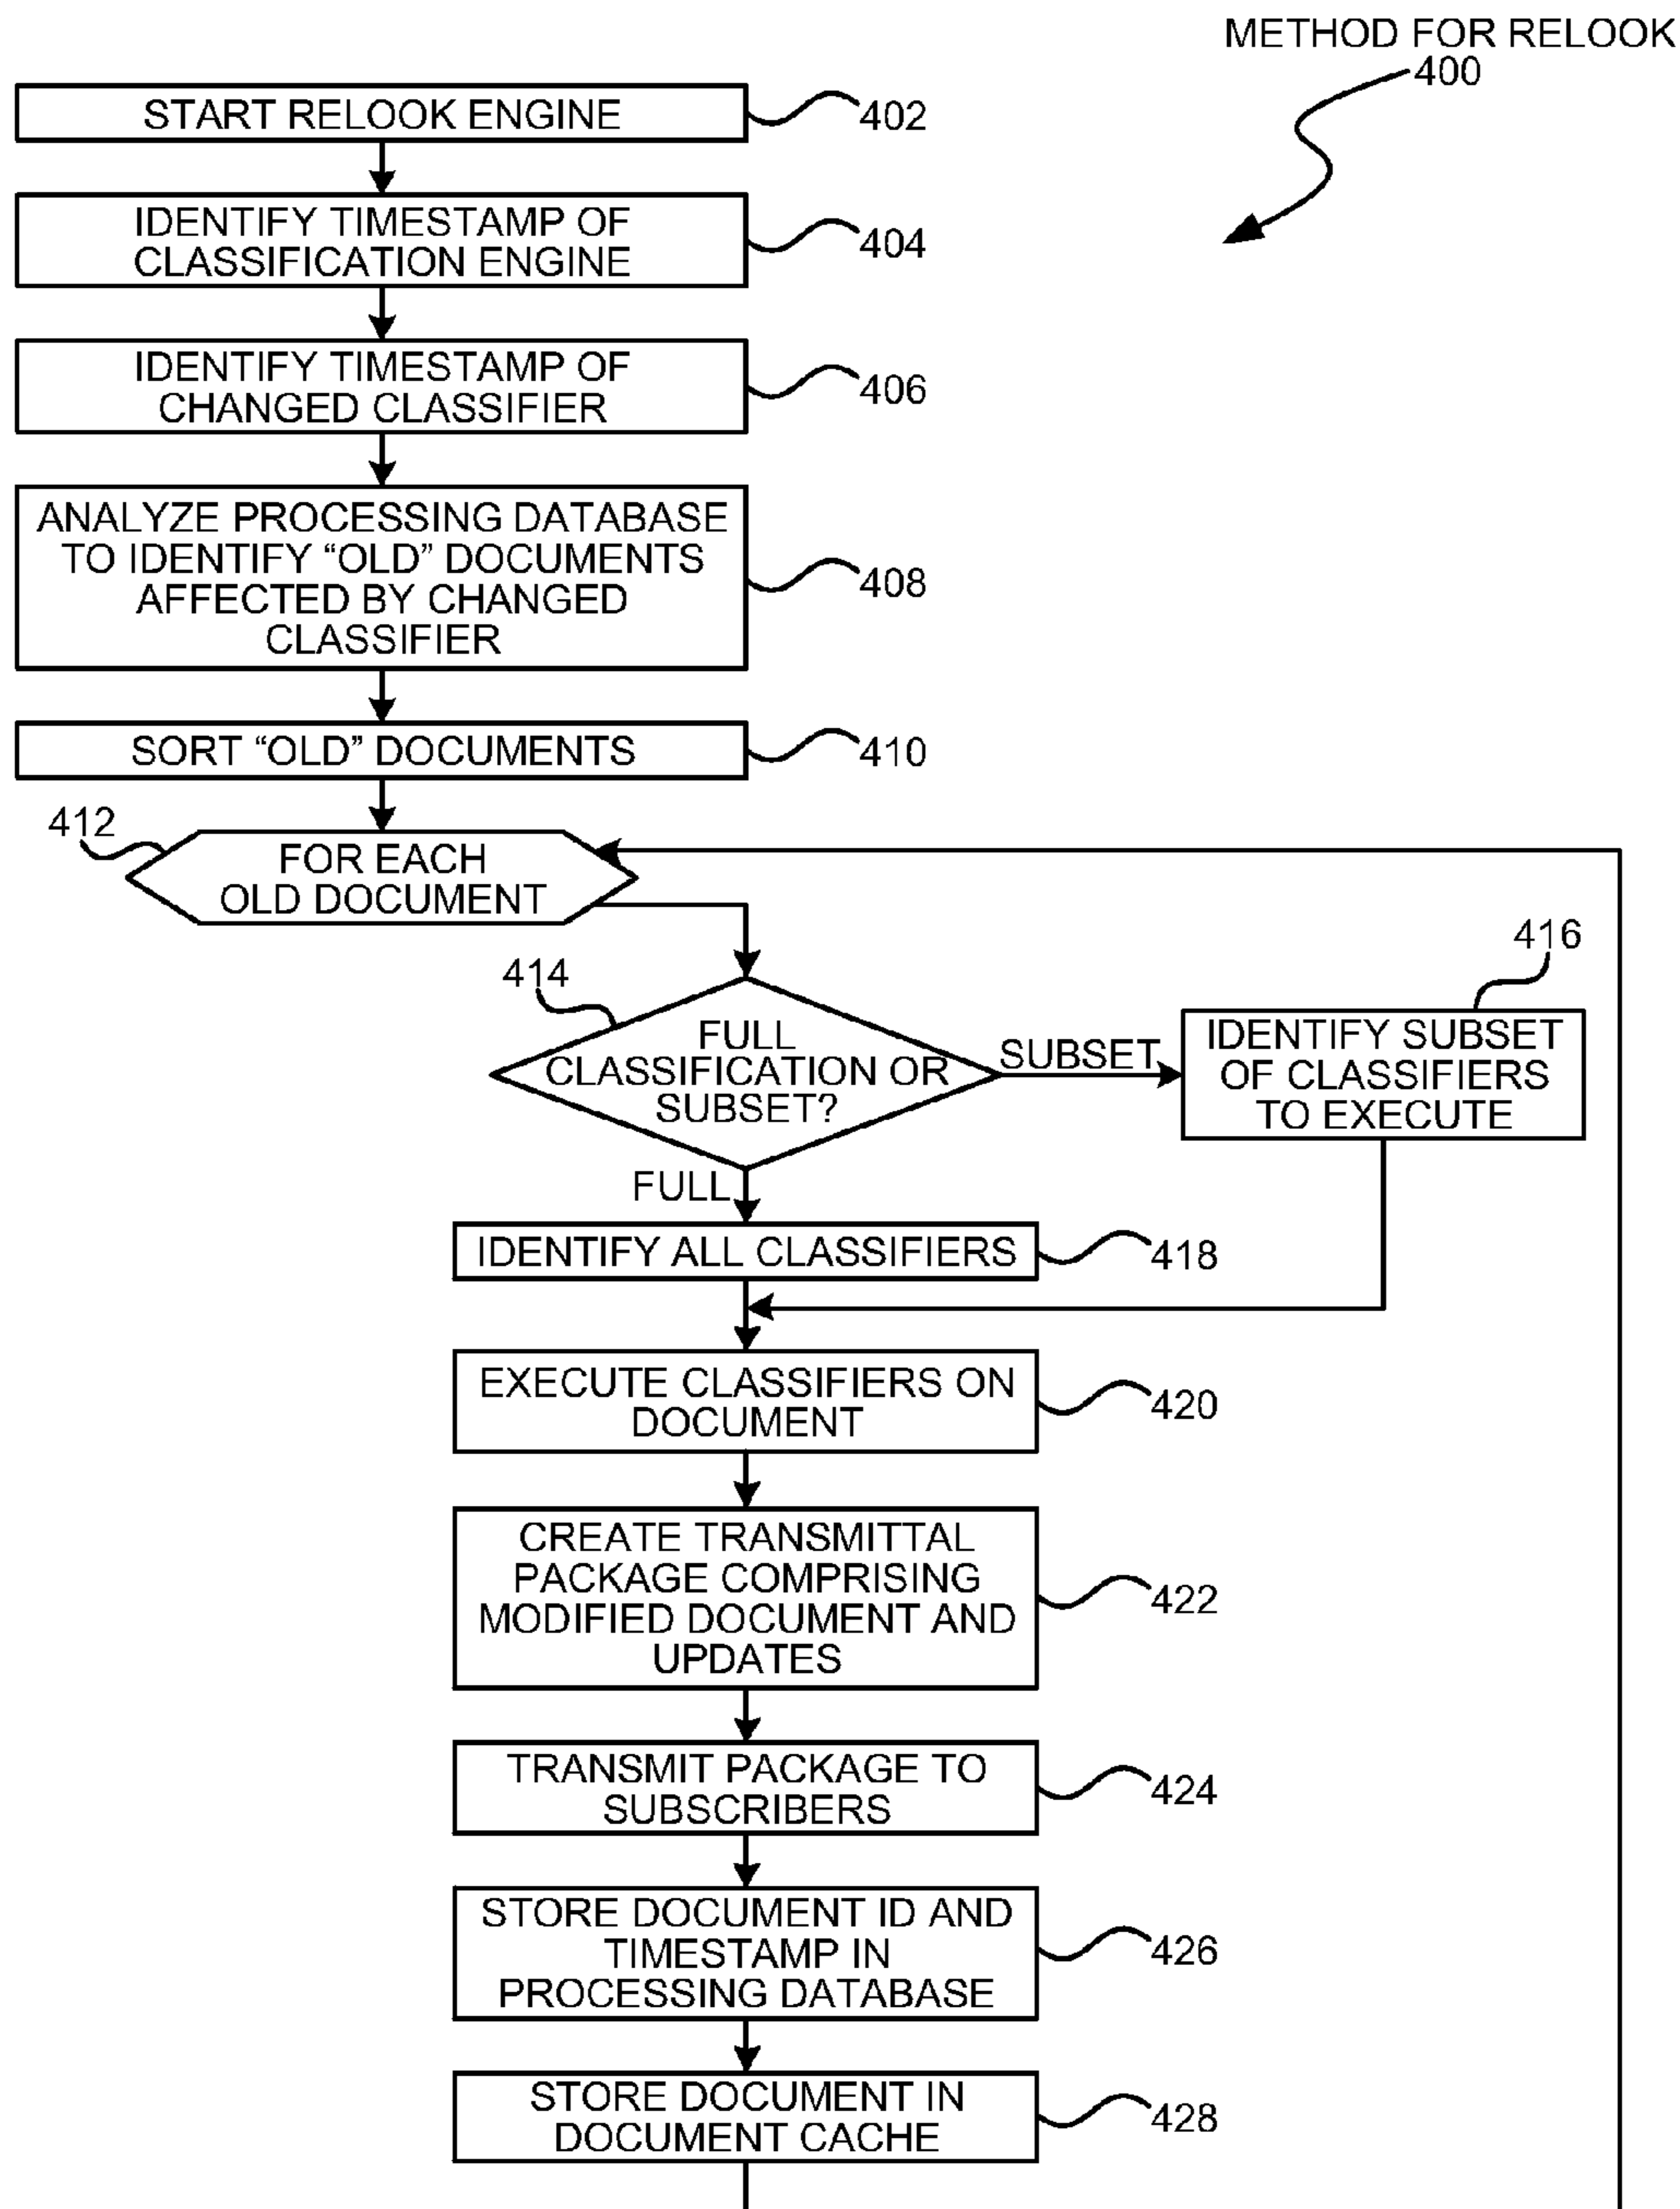 METHOD FOR RELOOK
400
START RELOOK ENGINE
402
IDENTIFY TIMESTAMP OF
CLASSIFICATION ENGINE
404
IDENTIFY TIMESTAMP OF
CHANGED CLASSIFIER
406
ANALYZE PROCESSING DATABASE
TO IDENTIFY “OLD” DOCUMENTS
AFFECTED BY CHANGED
CLASSIFIER
408
SORT “OLD” DOCUMENTS
410
412
FOR EACH
OLD DOCUMENT
414
FULL
CLASSIFICATION OR
SUBSET?
SUBSET
416
IDENTIFY SUBSET
OF CLASSIFIERS
TO EXECUTE
FULL
IDENTIFY ALL CLASSIFIERS
418
EXECUTE CLASSIFIERS ON
DOCUMENT
420
CREATE TRANSMITTAL
PACKAGE COMPRISING
MODIFIED DOCUMENT AND
UPDATES
422
TRANSMIT PACKAGE TO
SUBSCRIBERS
424
STORE DOCUMENT ID AND
TIMESTAMP IN
PROCESSING DATABASE
426
STORE DOCUMENT IN
DOCUMENT CACHE
428